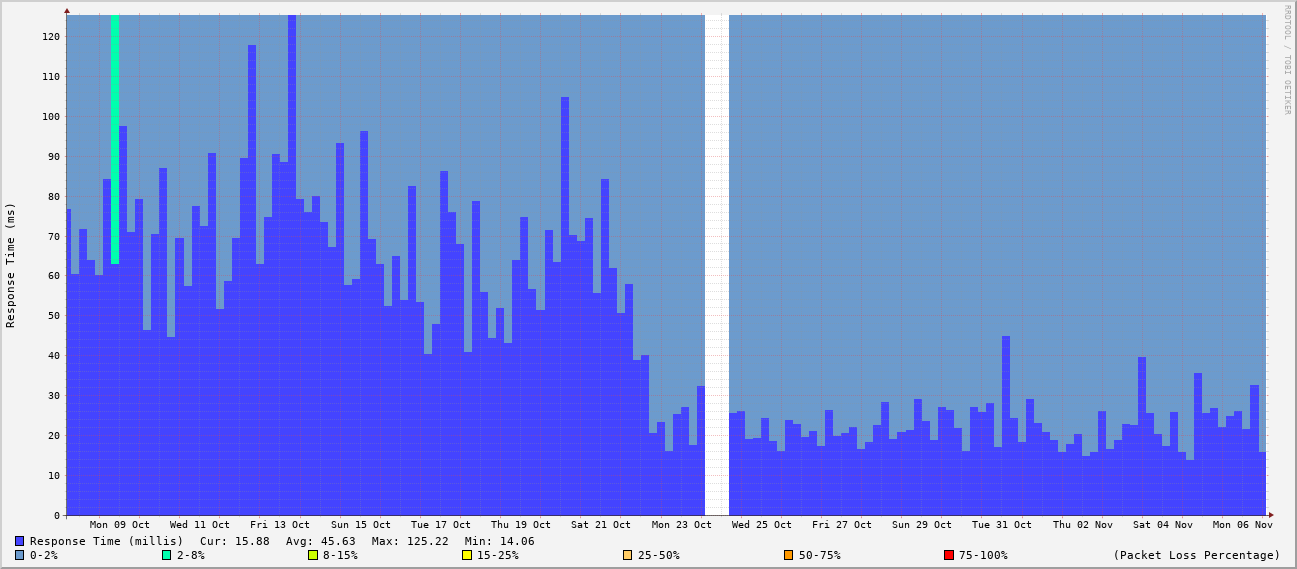 RRDTOOL / TOBI OETIKER
Response Time (ms)
120
110
100
90
80
70
60
50
40
30
20
10
0
Mon 09 Oct Wed 11 Oct Fri 13 Oct Sun 15 Oct Tue 17 Oct Thu 19 Oct Sat 21 Oct Mon 23 Oct Wed 25 Oct Fri 27 Oct Sun 29 Oct Tue 31 Oct Thu 02 Nov Sat 04 Nov Mon 06 Nov
Response Time (millis) Cur: 15.88 Avg: 45.63 Max: 125.22 Min: 14.06
0-2% 2-8% 8-15% 15-25% 25-50% 50-75% 75-100% (Packet Loss Percentage)